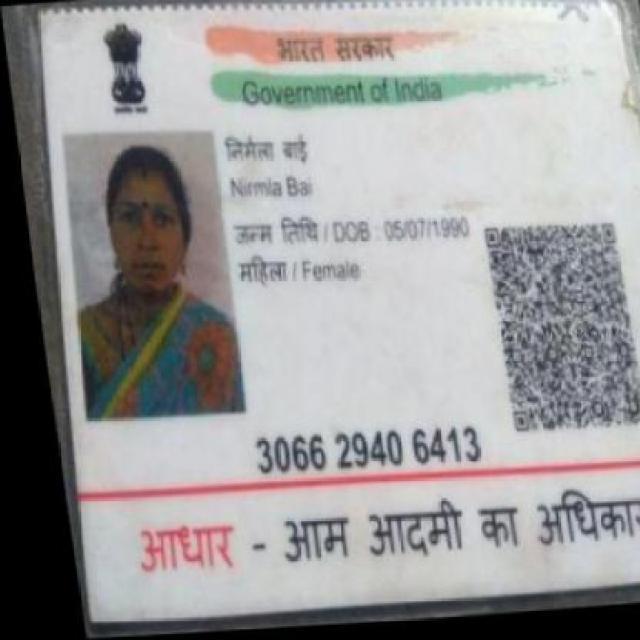 भारत सरकार
Government of India
निर्मला बाई
Nirmla Bai
जन्म तिथि / DOB : 05/07/1990
महिला / Female
3066 2940 6413
आधार - आम आदमी का अधिकार